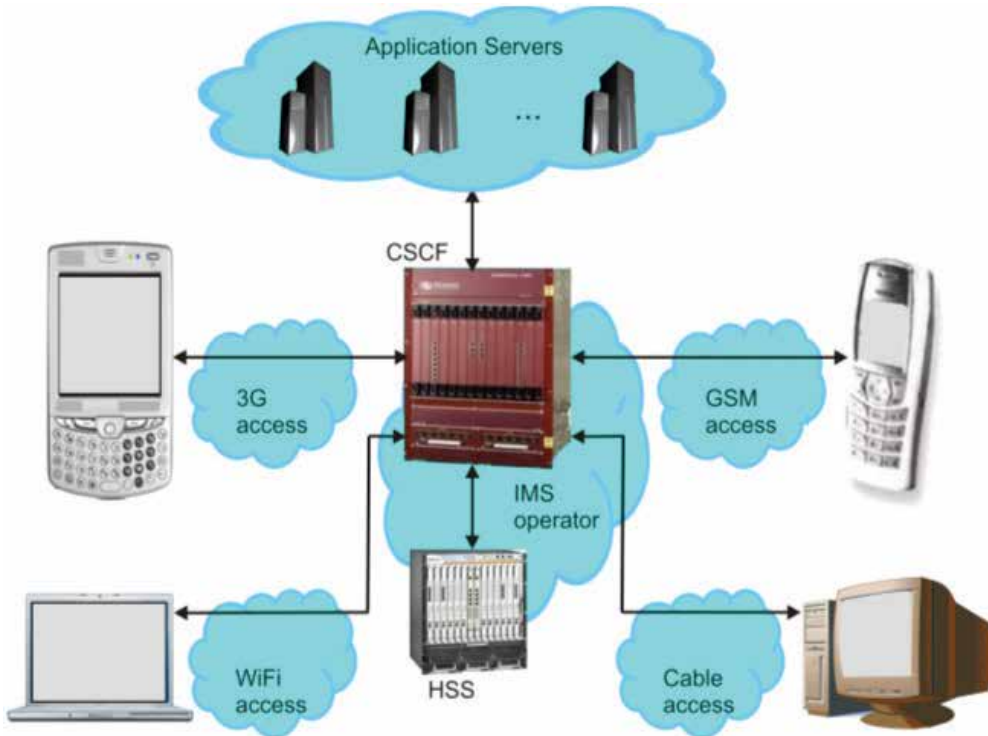 Application Servers
...
CSCF
3G
access
GSM
access
IMS
operator
WiFi
access
HSS
Cable
access